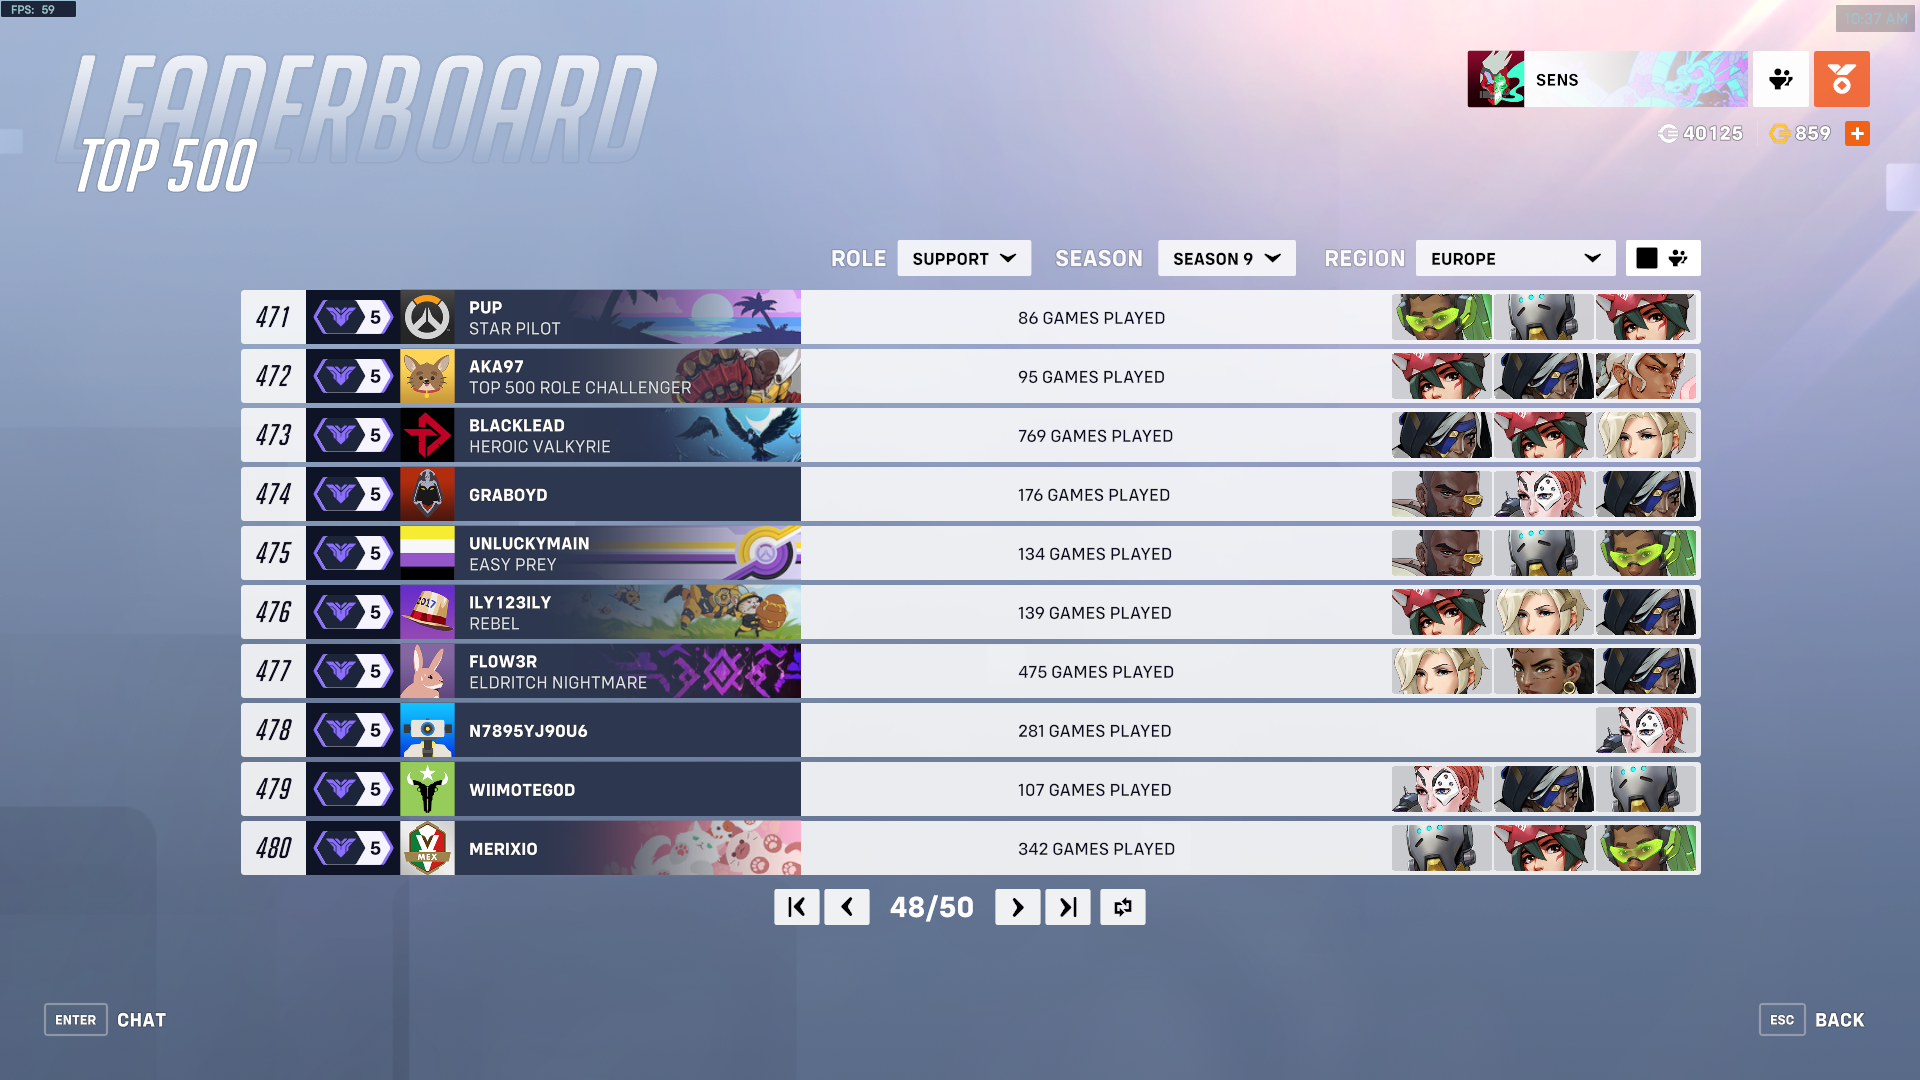 FPS: 59
10:37 AM
LEADERBOARD
TOP 500
SENS
40125
859
ROLE SUPPORT SEASON SEASON 9 REGION EUROPE
471 5 PUP STAR PILOT 86 GAMES PLAYED
472 5 AKA97 TOP 500 ROLE CHALLENGER 95 GAMES PLAYED
473 5 BLACKLEAD HEROIC VALKYRIE 769 GAMES PLAYED
474 5 GRABOYD 176 GAMES PLAYED
475 5 UNLUCKYMAIN EASY PREY 134 GAMES PLAYED
476 5 2017 ILY123ILY REBEL 139 GAMES PLAYED
477 5 FLOW3R ELDRITCH NIGHTMARE 475 GAMES PLAYED
478 5 N7895YJ90U6 281 GAMES PLAYED
479 5 WIIMOTEGOD 107 GAMES PLAYED
480 5 MEX MERIXIO 342 GAMES PLAYED
48/50
ENTER CHAT
ESC BACK